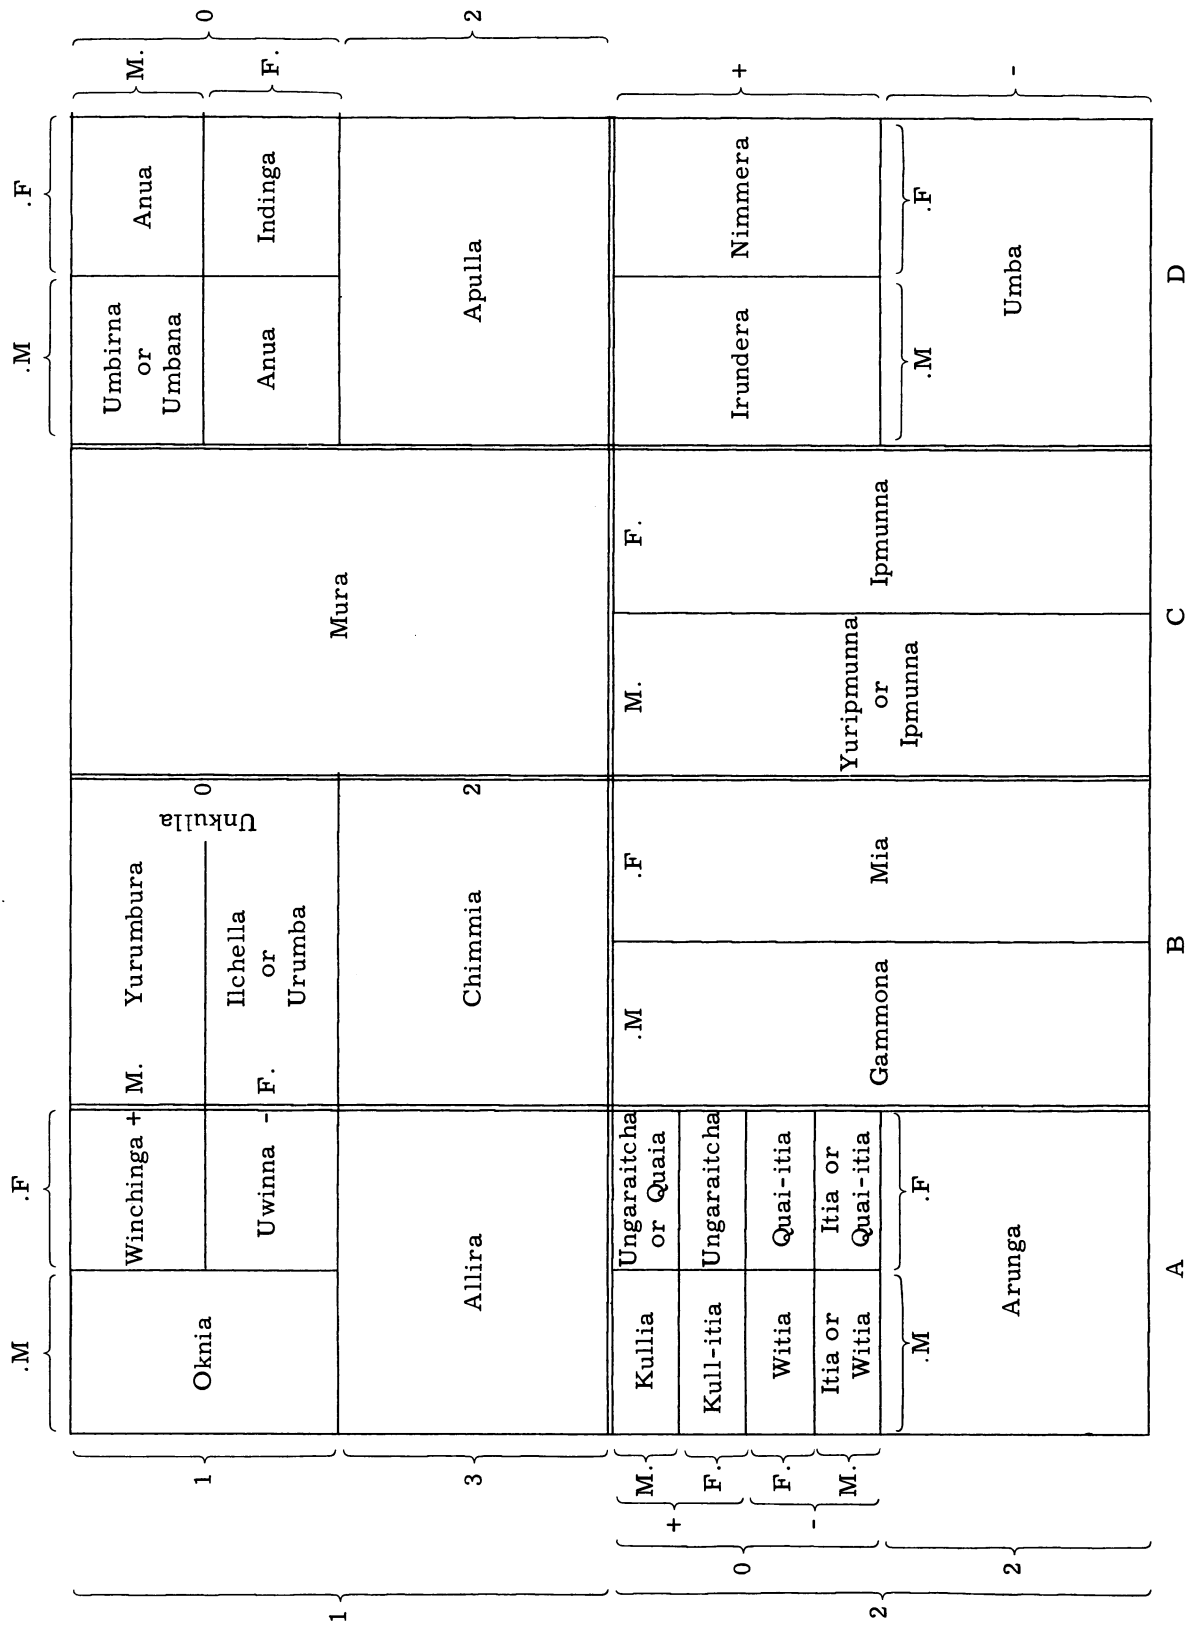 .M
.F
.M
.F
1
1
Oknia
Winchinga +
M.
Yurumbura
Uwinna -
F.
Ilchella
or
Urumba
Unkulla
0
Mura
Umbirna
or
Umbana
Anua
M.
Anua
Indinga
F.
0
3
Allira
Chimmia
2
Apulla
2
2
0
+
M.
Kullia
Ungaraitcha
or Quaia
F.
Kull-itia
Ungaraitcha
-
F.
Witia
Quai-itia
M.
Itia or
Witia
Itia or
Quai-itia
.M
.F
.M
Gammona
.F
Mia
M.
Yuripmunna
or
Ipmunna
F.
Ipmunna
Irundera
Nimmera
+
.M
.F
2
Arunga
Umba
-
A
B
C
D